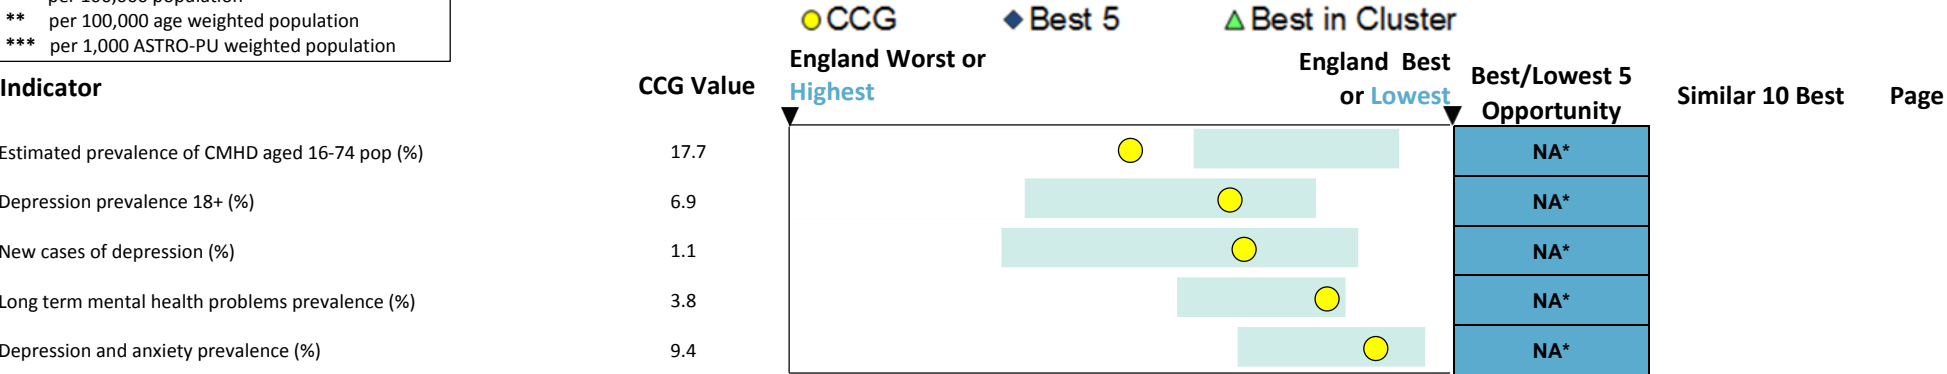 ** per 100,000 age weighted population
*** per 1,000 ASTRO-PU weighted population
CCG Best 5 Best in Cluster
England Worst or
Highest
England Best
or Lowest
Best/Lowest 5
Opportunity
Indicator CCG Value Similar 10 Best Page
Estimated prevalence of CMHD aged 16-74 pop (%) 17.7 NA*
Depression prevalence 18+ (%) 6.9 NA*
New cases of depression (%) 1.1 NA*
Long term mental health problems prevalence (%) 3.8 NA*
Depression and anxiety prevalence (%) 9.4 NA*